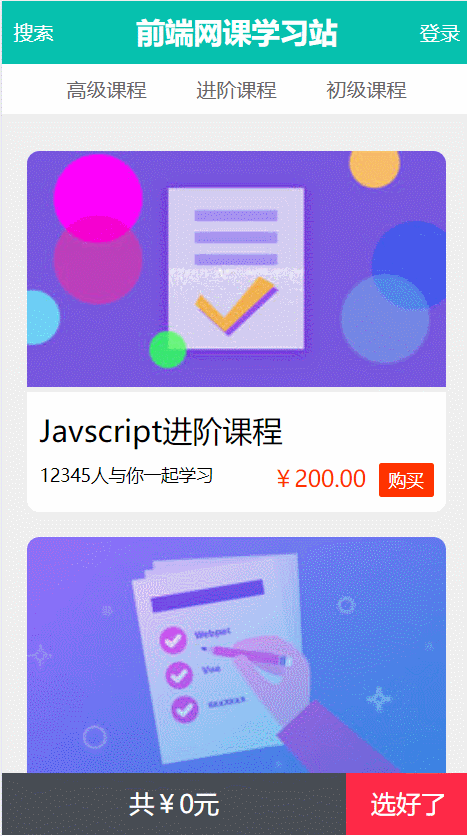 搜索 前端网课学习站 登录
高级课程 进阶课程 初级课程
Javscript进阶课程
12345人与你一起学习 ￥200.00 购买
Webpac
Vue
xxxxxxx
共￥0元 选好了